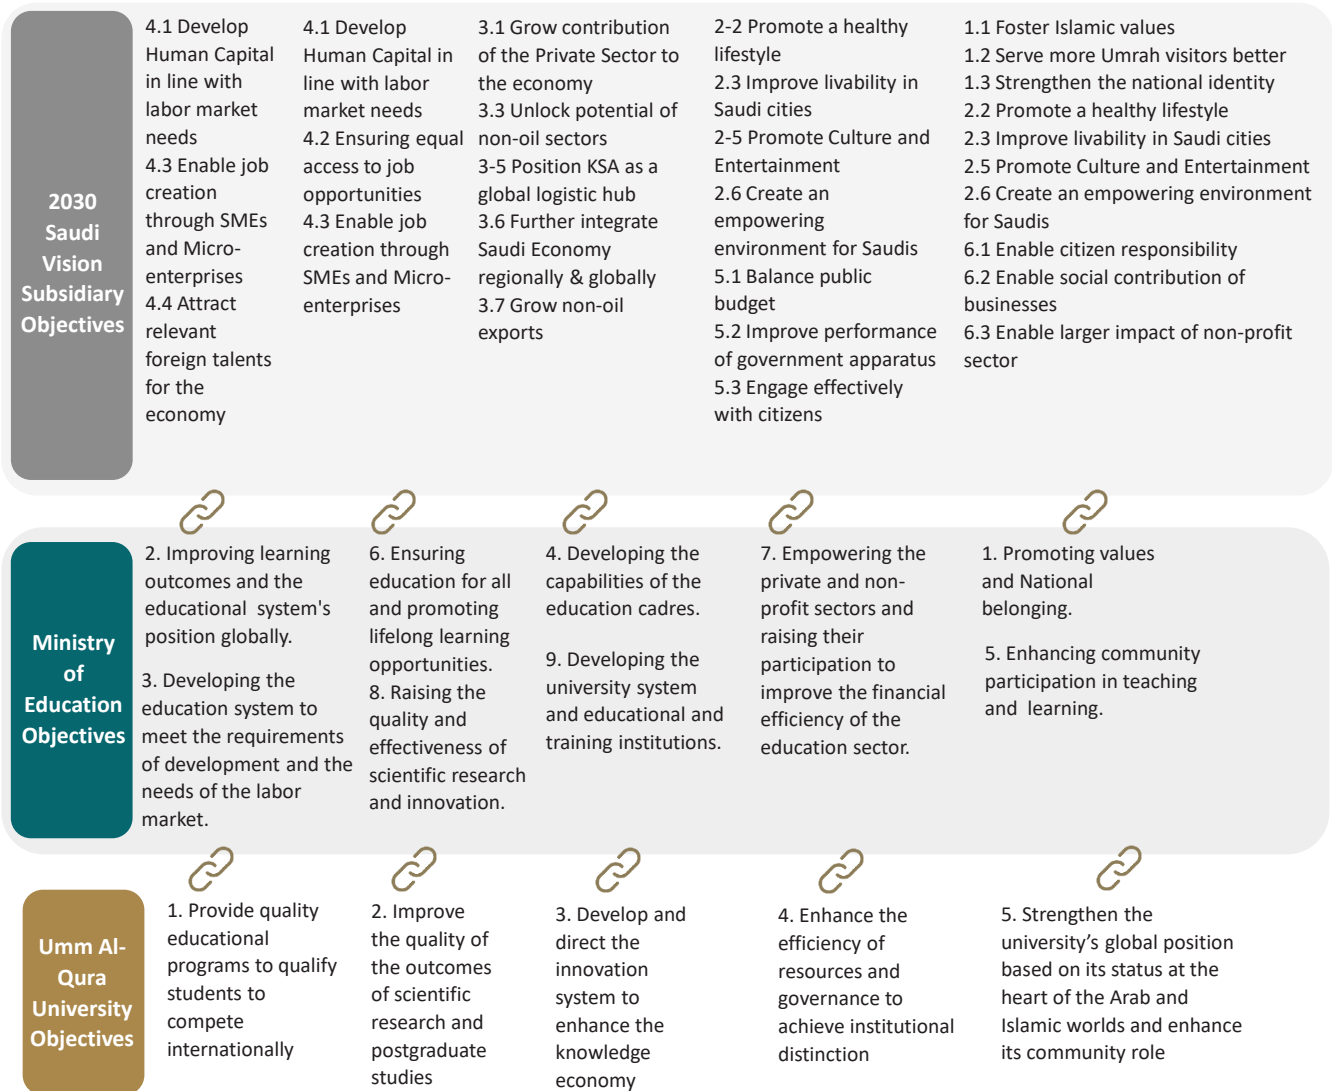 2030
Saudi
Vision
Subsidiary
Objectives
4.1 Develop
Human Capital
in line with
labor market
needs
4.3 Enable job
creation
through SMEs
and Micro-
enterprises
4.4 Attract
relevant
foreign talents
for the
economy
4.1 Develop
Human Capital in
line with labor
market needs
4.2 Ensuring equal
access to job
opportunities
4.3 Enable job
creation through
SMEs and Micro-
enterprises
3.1 Grow contribution
of the Private Sector to
the economy
3.3 Unlock potential of
non-oil sectors
3-5 Position KSA as a
global logistic hub
3.6 Further integrate
Saudi Economy
regionally & globally
3.7 Grow non-oil
exports
2-2 Promote a healthy
lifestyle
2.3 Improve livability in
Saudi cities
2-5 Promote Culture and
Entertainment
2.6 Create an
empowering
environment for Saudis
5.1 Balance public
budget
5.2 Improve performance
of government apparatus
5.3 Engage effectively
with citizens
1.1 Foster Islamic values
1.2 Serve more Umrah visitors better
1.3 Strengthen the national identity
2.2 Promote a healthy lifestyle
2.3 Improve livability in Saudi cities
2.5 Promote Culture and Entertainment
2.6 Create an empowering environment
for Saudis
6.1 Enable citizen responsibility
6.2 Enable social contribution of
businesses
6.3 Enable larger impact of non-profit
sector
Ministry
of
Education
Objectives
2. Improving learning
outcomes and the
educational system's
position globally.
3. Developing the
education system to
meet the requirements
of development and the
needs of the labor
market.
6. Ensuring
education for all
and promoting
lifelong learning
opportunities.
8. Raising the
quality and
effectiveness of
scientific research
and innovation.
4. Developing the
capabilities of the
education cadres.
9. Developing the
university system
and educational and
training institutions.
7. Empowering the
private and non-
profit sectors and
raising their
participation to
improve the financial
efficiency of the
education sector.
1. Promoting values
and National
belonging.
5. Enhancing community
participation in teaching
and learning.
Umm Al-
Qura
University
Objectives
1. Provide quality
educational
programs to qualify
students to
compete
internationally
2. Improve
the quality of
the outcomes
of scientific
research and
postgraduate
studies
3. Develop and
direct the
innovation
system to
enhance the
knowledge
economy
4. Enhance the
efficiency of
resources and
governance to
achieve institutional
distinction
5. Strengthen the
university’s global position
based on its status at the
heart of the Arab and
Islamic worlds and enhance
its community role